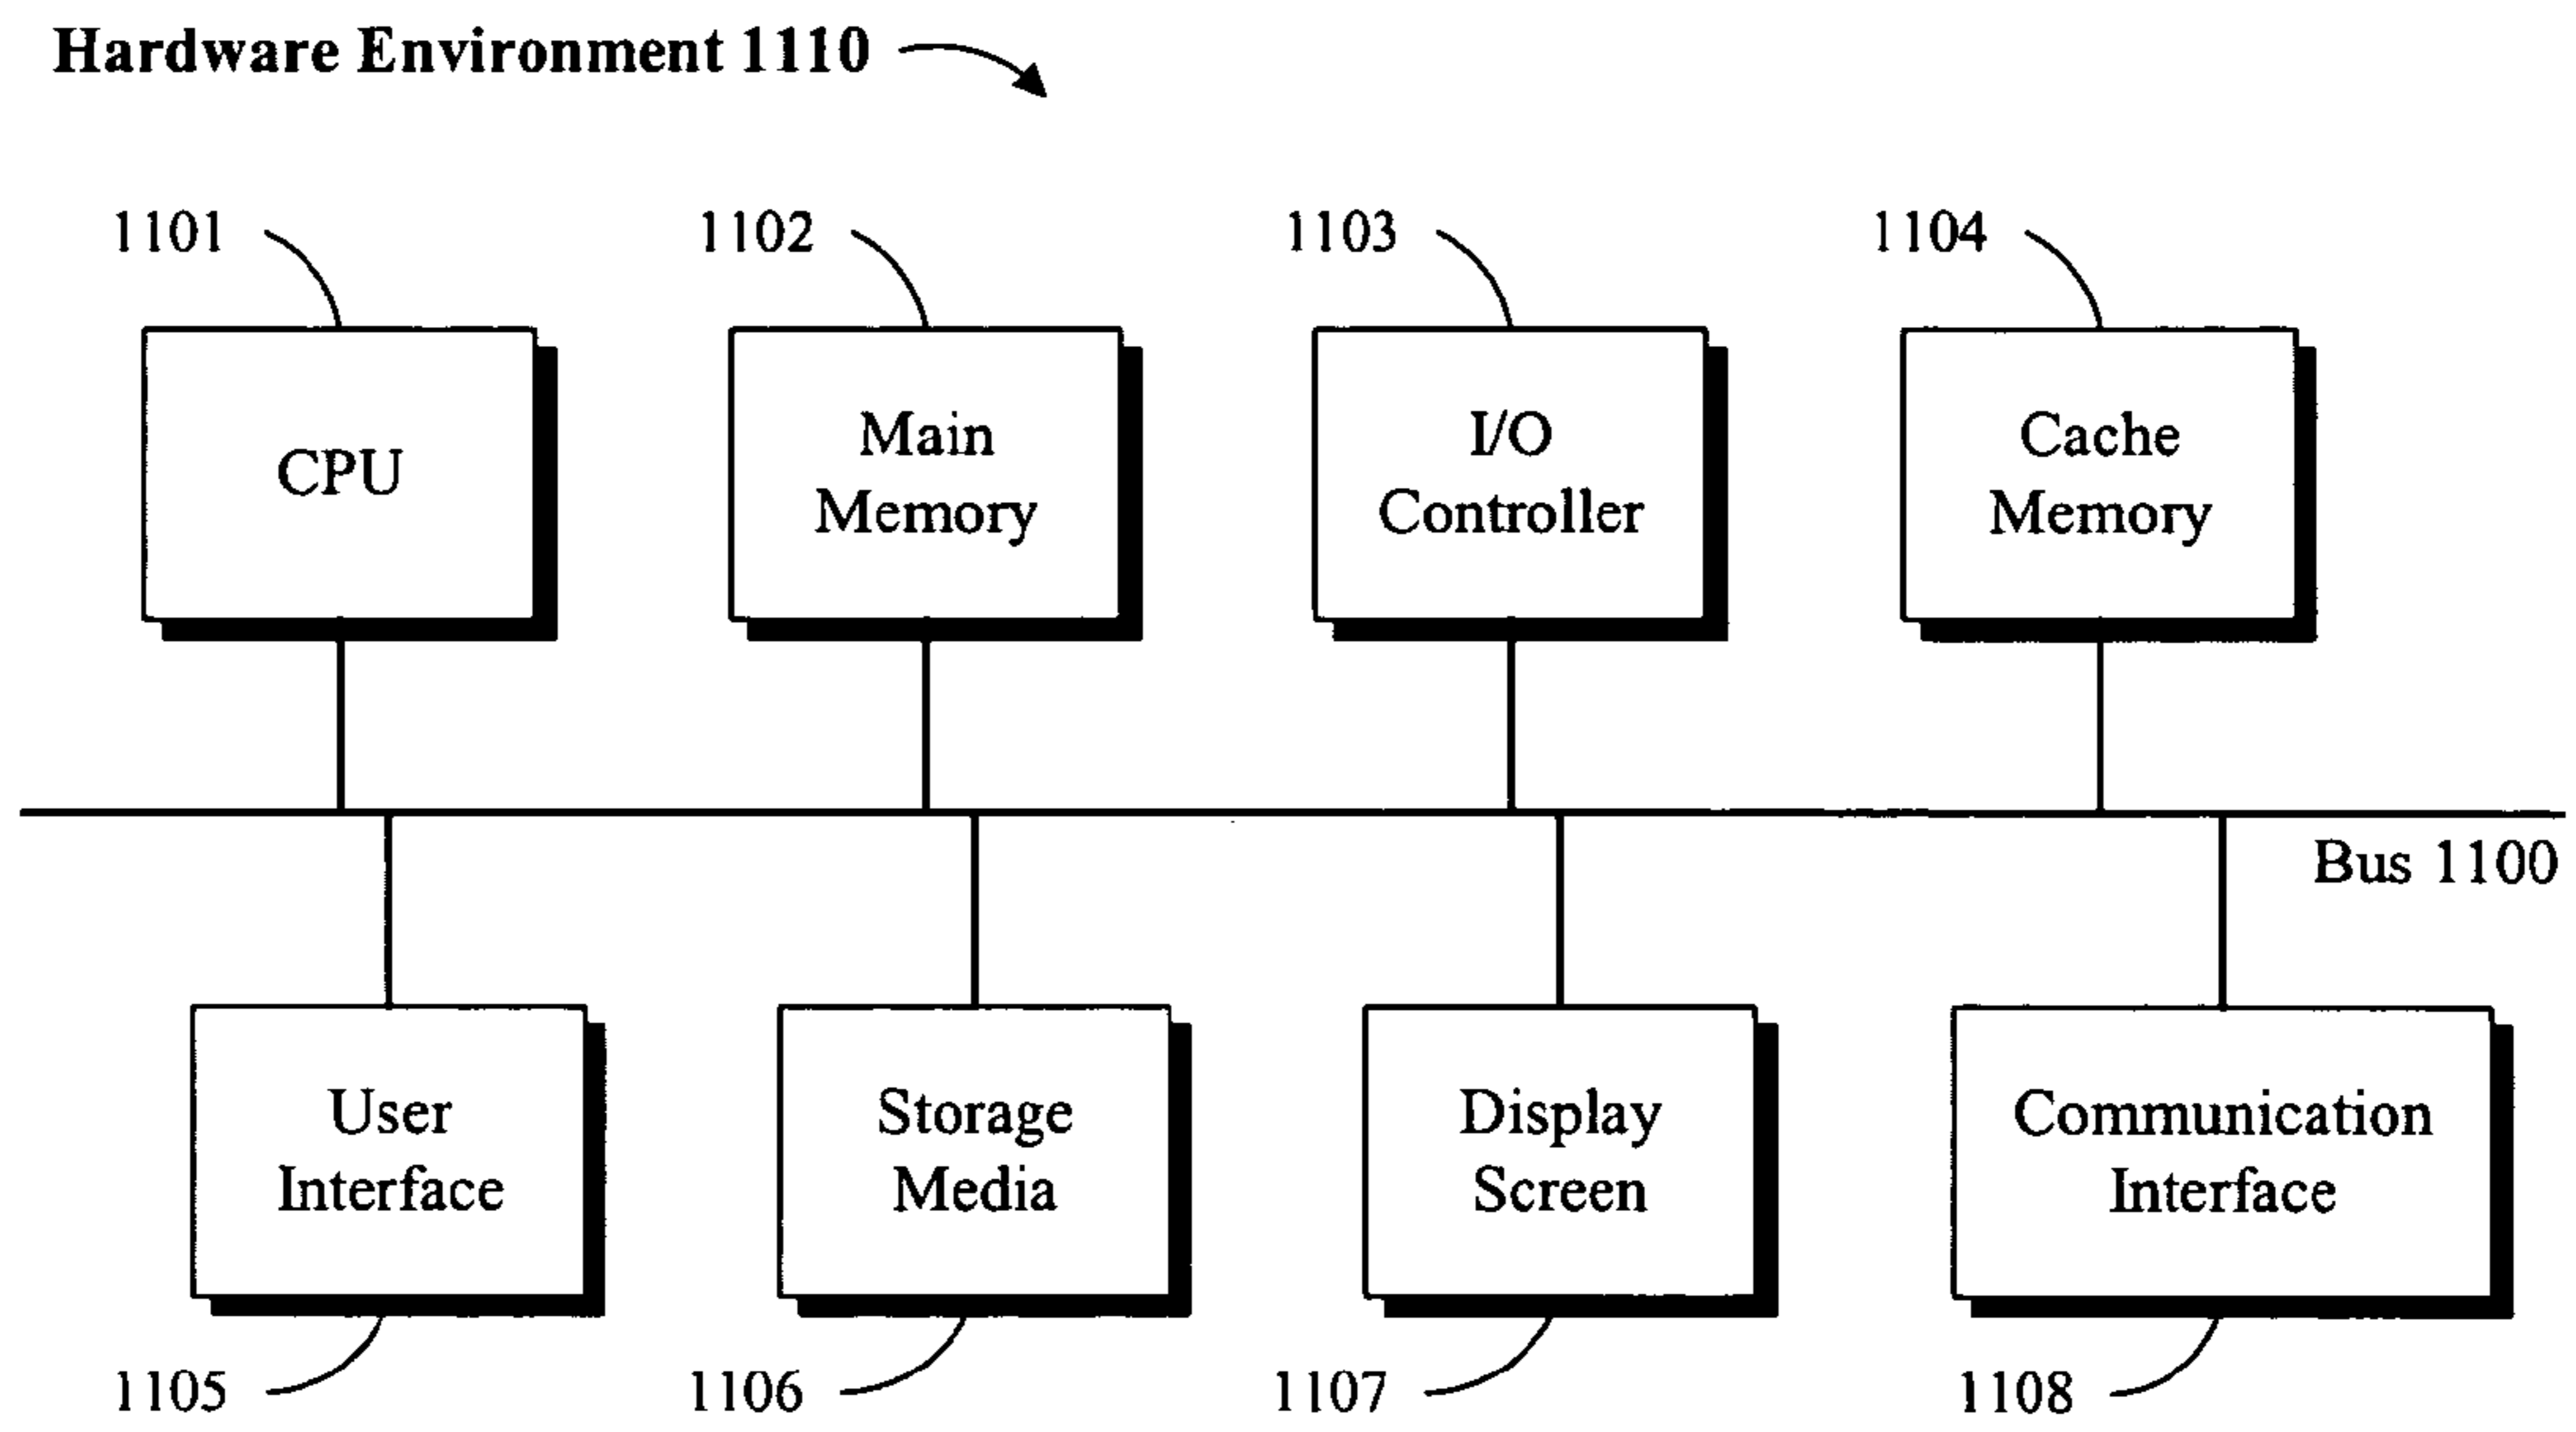 Hardware Environment 1110
1101
1102
1103
1104
CPU
Main
Memory
I/O
Controller
Cache
Memory
Bus 1100
User
Interface
Storage
Media
Display
Screen
Communication
Interface
1105
1106
1107
1108